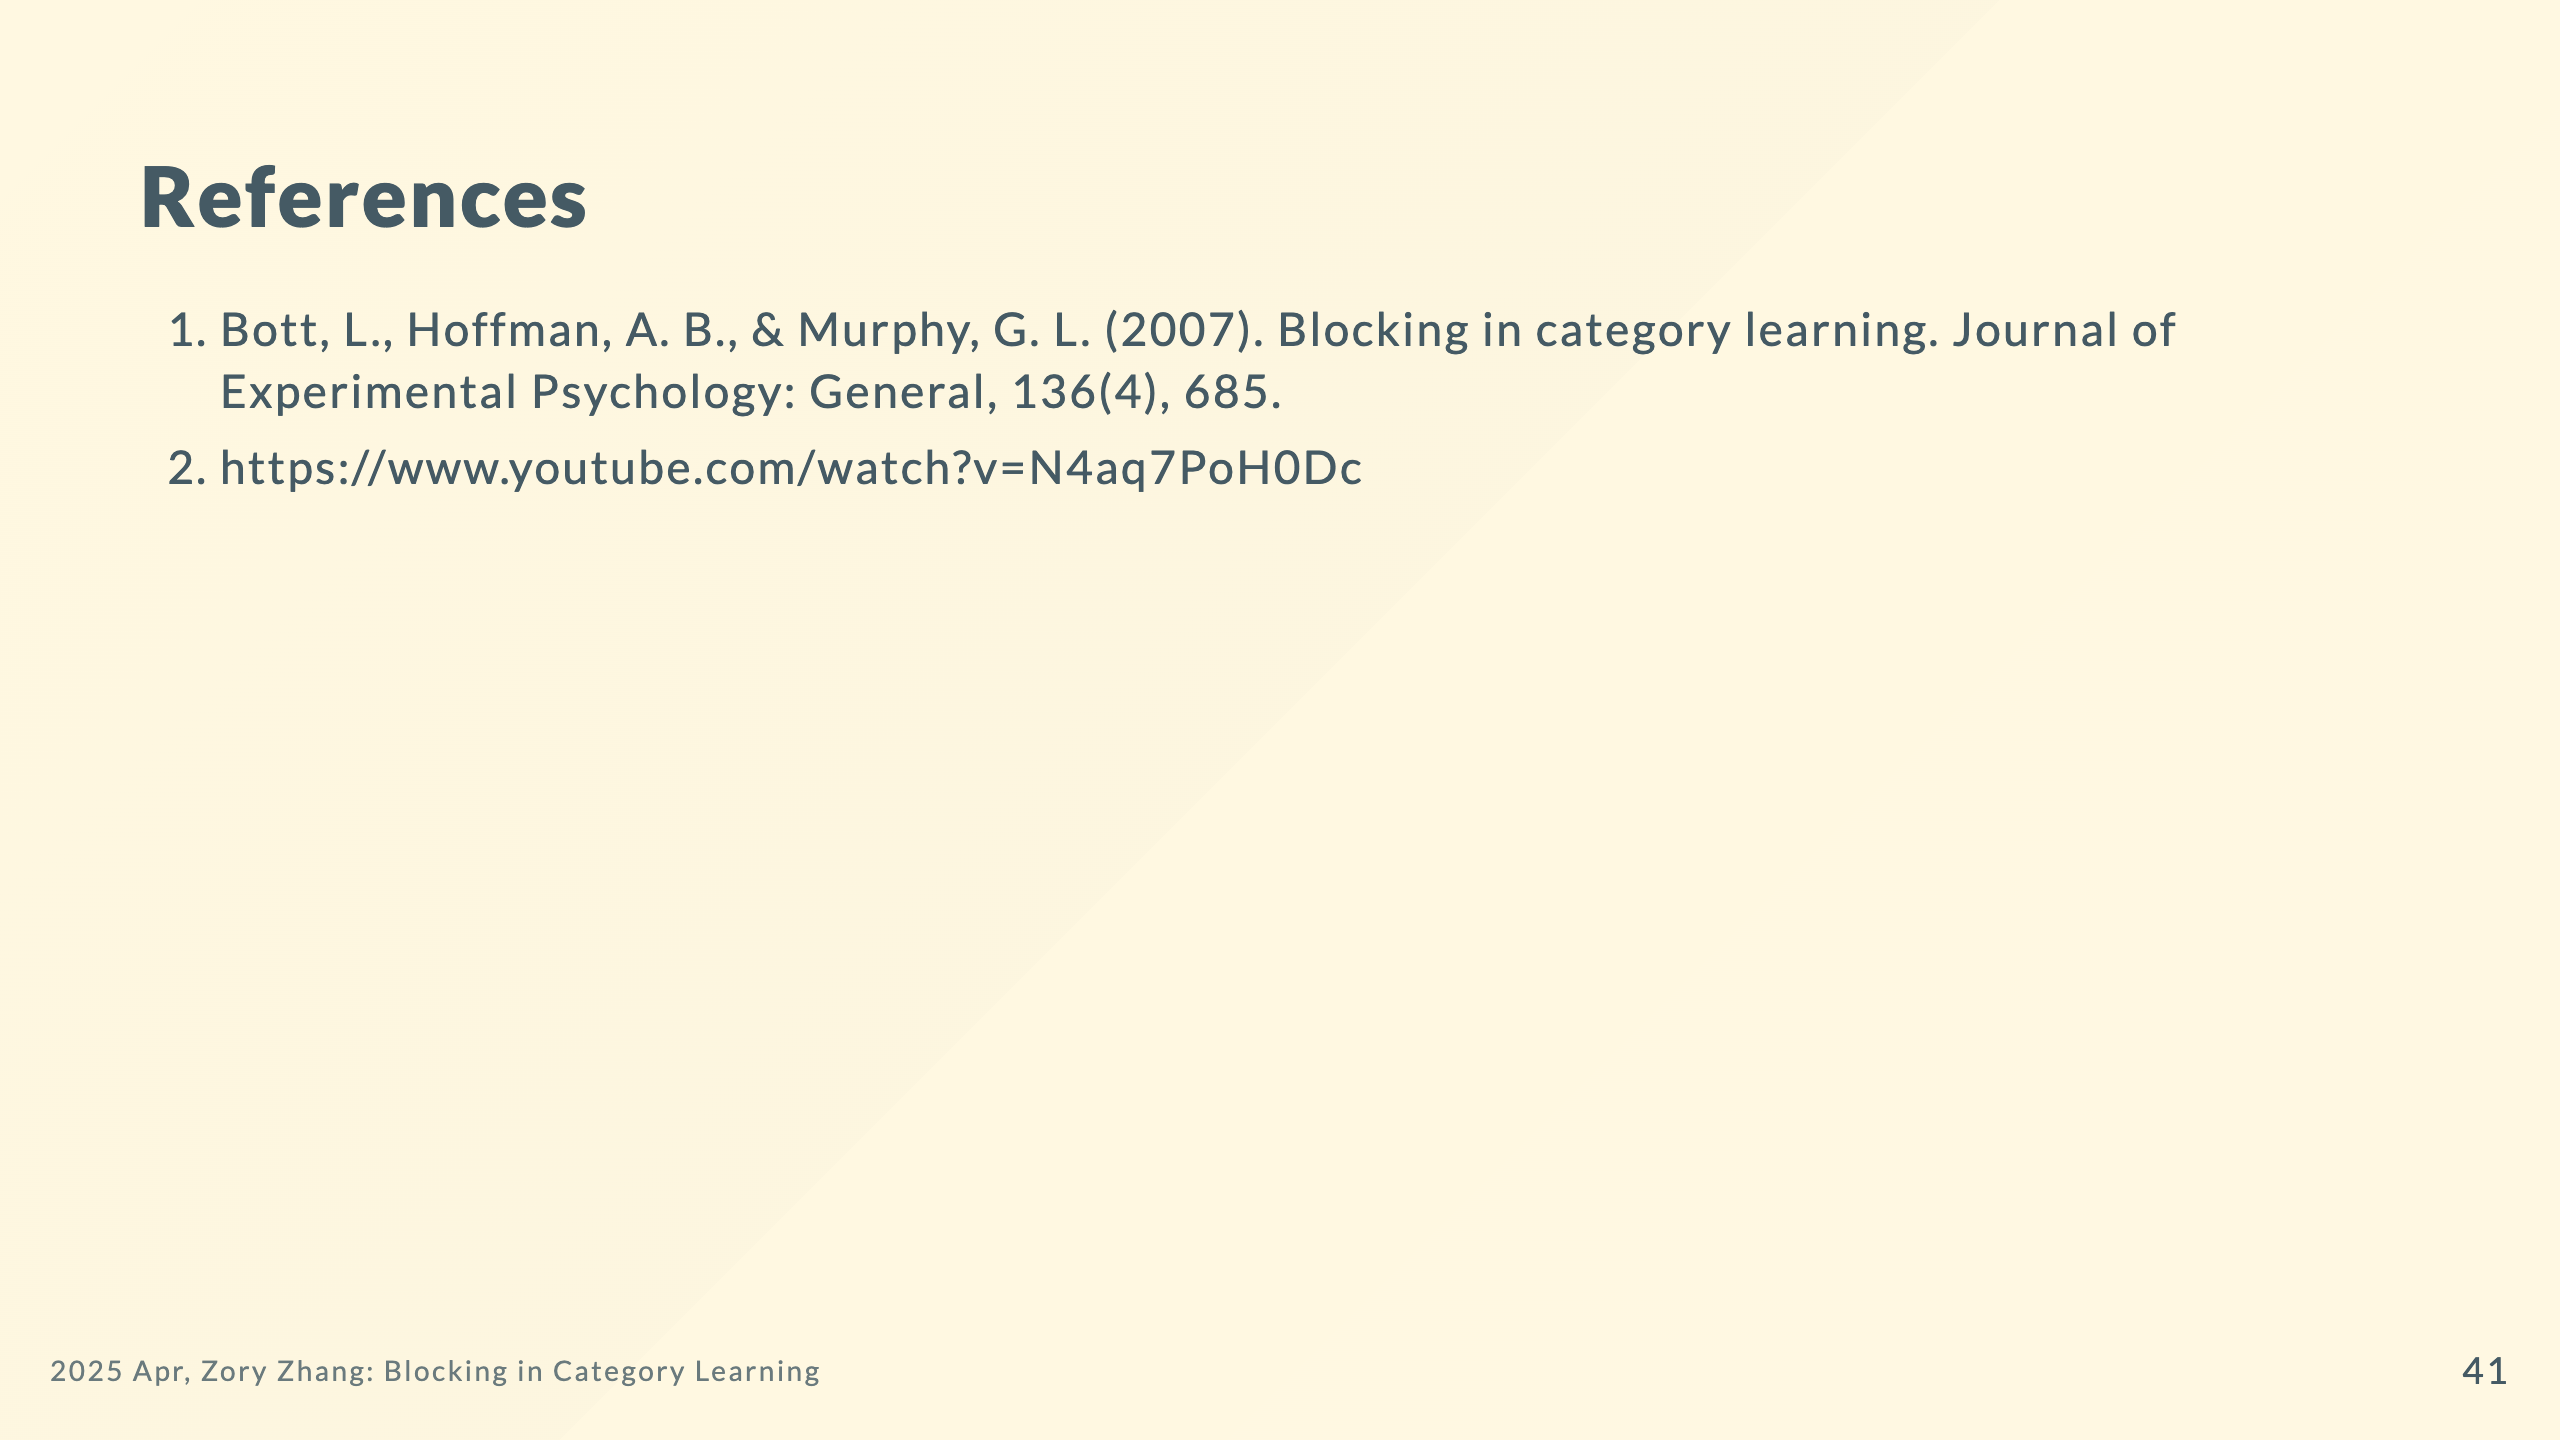 References
1. Bott, L., Hoffman, A. B., & Murphy, G. L. (2007). Blocking in category learning. Journal of
Experimental Psychology: General, 136(4), 685.
2. https://www.youtube.com/watch?v=N4aq7PoH0Dc
2025 Apr, Zory Zhang: Blocking in Category Learning
41